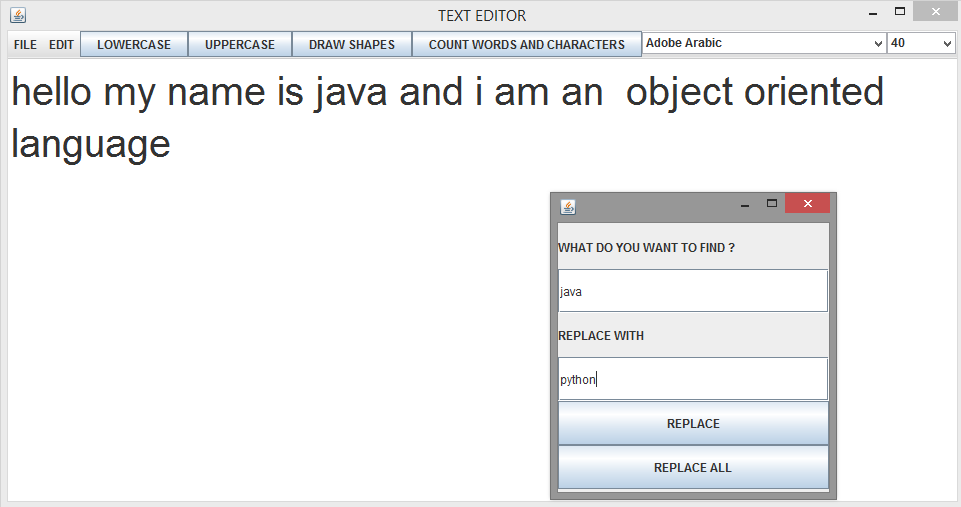 TEXT EDITOR
FILE EDIT LOWERCASE UPPERCASE DRAW SHAPES COUNT WORDS AND CHARACTERS Adobe Arabic 40
hello my name is java and i am an  object oriented
language
WHAT DO YOU WANT TO FIND ?
java
REPLACE WITH
python
REPLACE
REPLACE ALL